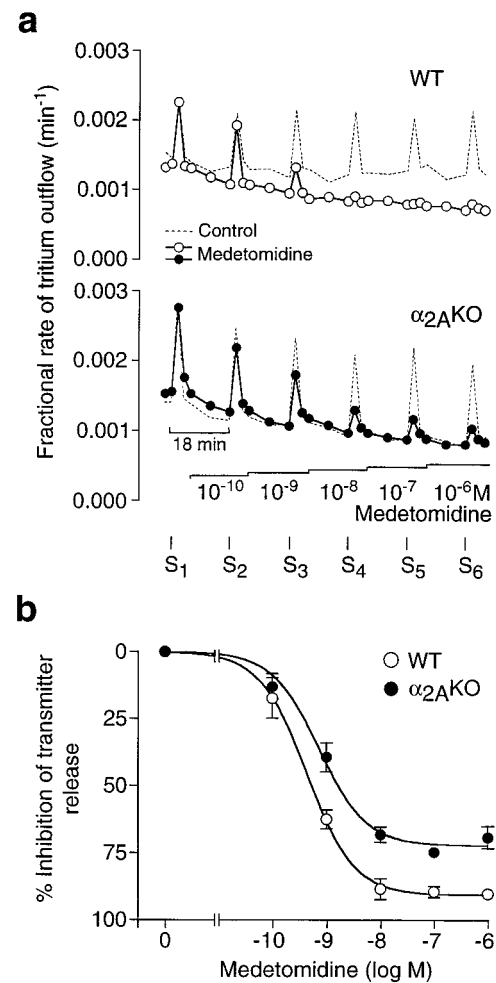 a
Fractional rate of tritium outflow (min⁻¹)
0.003
0.002
0.001
0.000
WT
Control
Medetomidine
0.003
0.002
0.001
0.000
α₂AKO
18 min
10⁻¹⁰ 10⁻⁹ 10⁻⁸ 10⁻⁷ 10⁻⁶M
Medetomidine
S₁ S₂ S₃ S₄ S₅ S₆
b
% Inhibition of transmitter
release
0
25
50
75
100
WT
α₂AKO
0 -10 -9 -8 -7 -6
Medetomidine (log M)